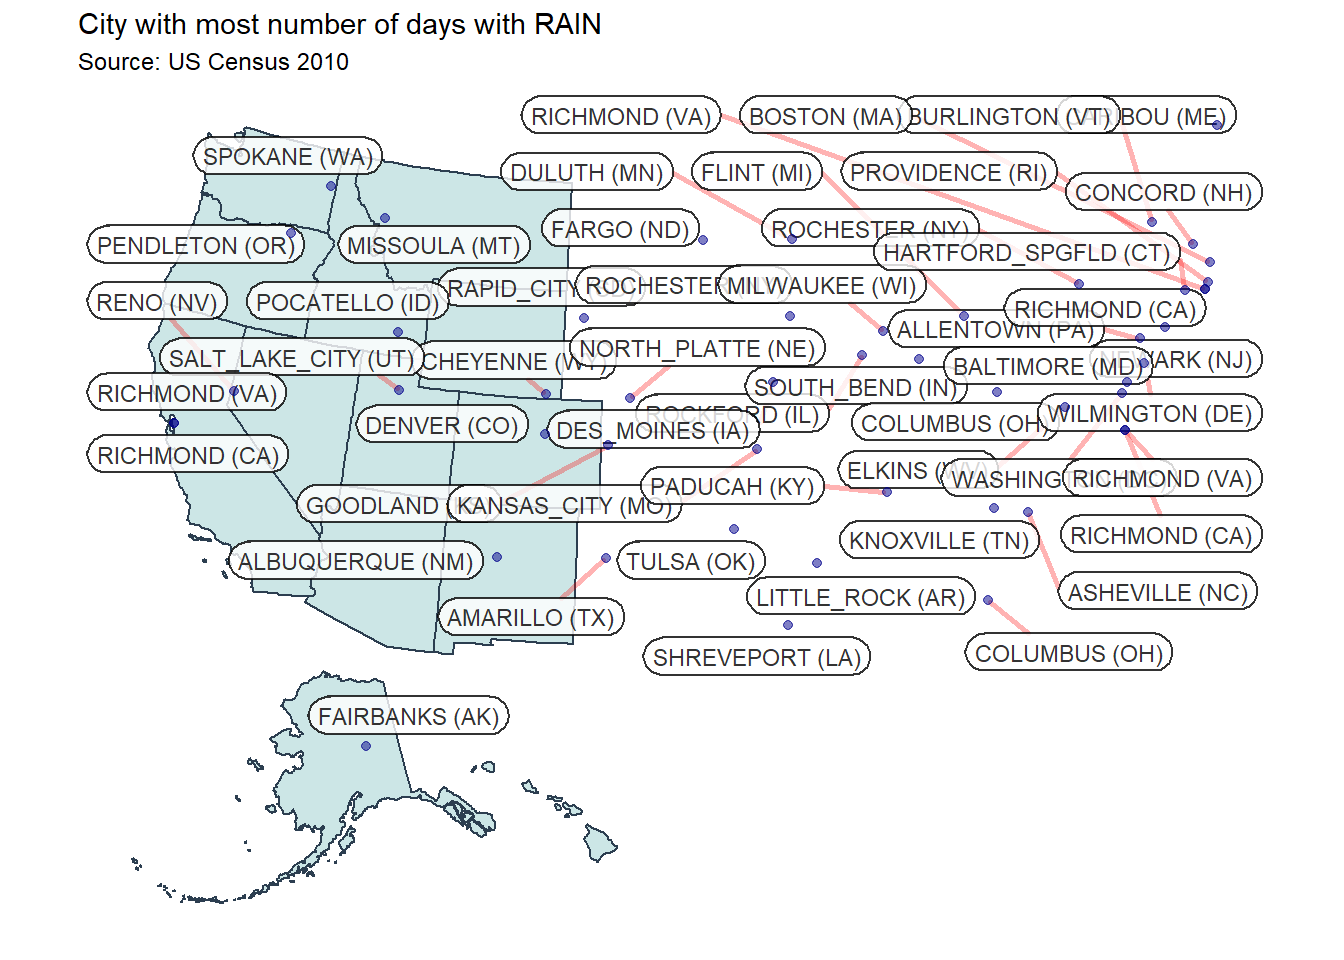 City with most number of days with RAIN
Source: US Census 2010
RICHMOND (VA)
BOSTON (MA)
BURLINGTON (VT)
BOU (ME)
SPOKANE (WA)
DULUTH (MN)
FLINT (MI)
PROVIDENCE (RI)
CONCORD (NH)
PENDLETON (OR)
MISSOULA (MT)
FARGO (ND)
ROCHESTER (NY)
HARTFORD_SPGFLD (CT)
RENO (NV)
POCATELLO (ID)
RAPID_CITY
ROCHESTER
MILWAUKEE (WI)
RICHMOND (CA)
ALLENTOWN (PA)
SALT_LAKE_CITY (UT)
CHEYENNE (WY)
NORTH_PLATTE (NE)
BALTIMORE (MD)
NEWARK (NJ)
RICHMOND (VA)
SOUTH_BEND (IN)
DENVER (CO)
DES_MOINES (IA)
ROCKFORD (IL)
COLUMBUS (OH)
WILMINGTON (DE)
RICHMOND (CA)
GOODLAND
KANSAS_CITY (MO)
PADUCAH (KY)
ELKINS (WV)
WASHINGT
RICHMOND (VA)
ALBUQUERQUE (NM)
TULSA (OK)
KNOXVILLE (TN)
RICHMOND (CA)
AMARILLO (TX)
LITTLE_ROCK (AR)
ASHEVILLE (NC)
SHREVEPORT (LA)
COLUMBUS (OH)
FAIRBANKS (AK)